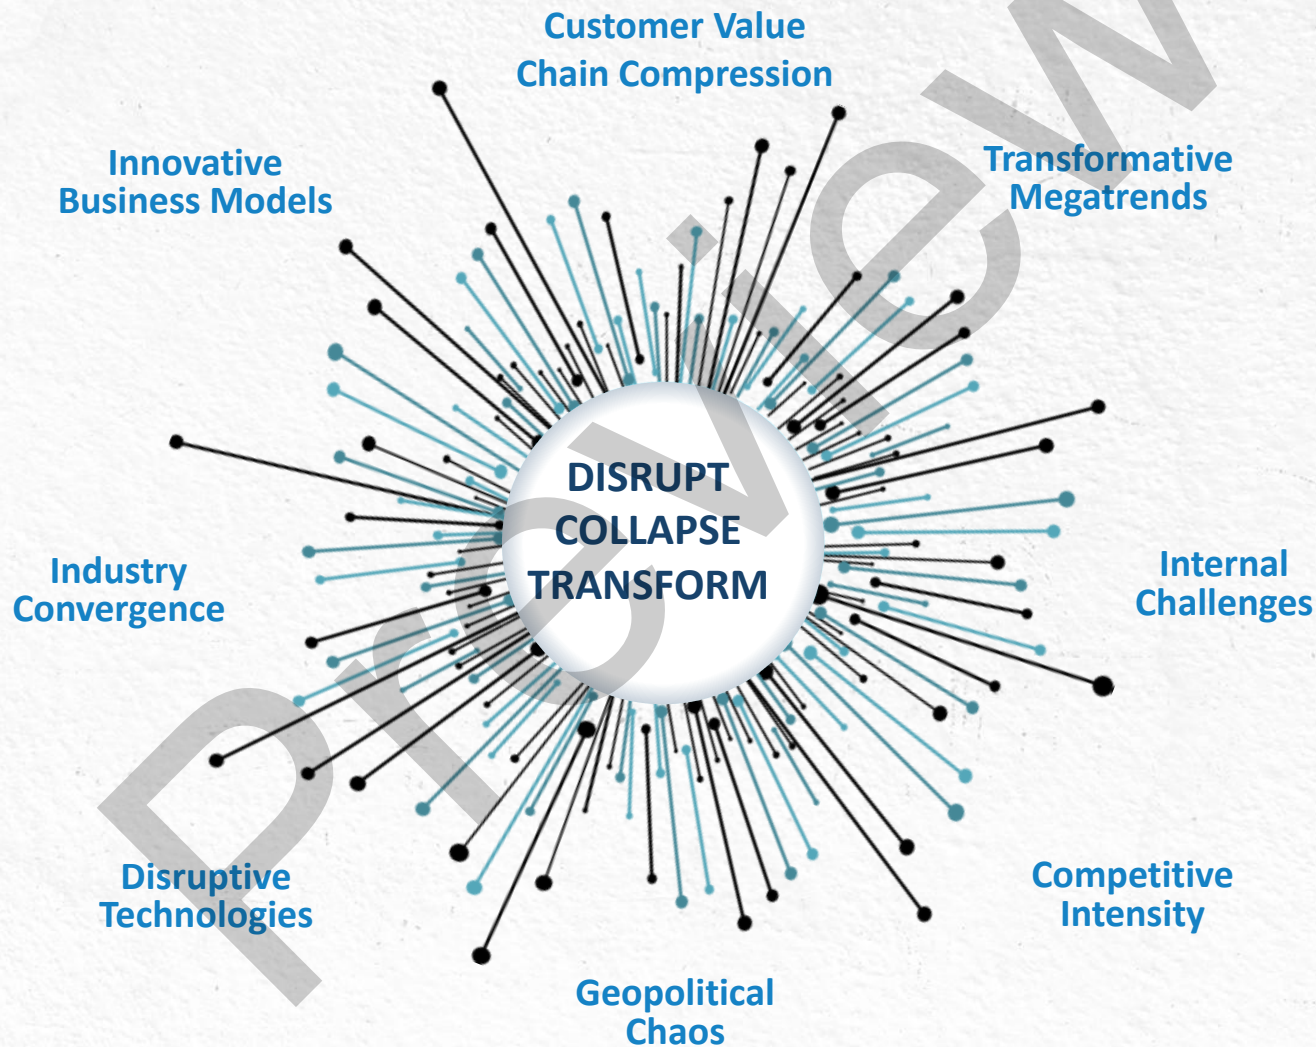 Customer Value
Chain Compression
Innovative
Business Models
Transformative
Megatrends
DISRUPT
COLLAPSE
TRANSFORM
Industry
Convergence
Internal
Challenges
Disruptive
Technologies
Competitive
Intensity
Geopolitical
Chaos
Preview